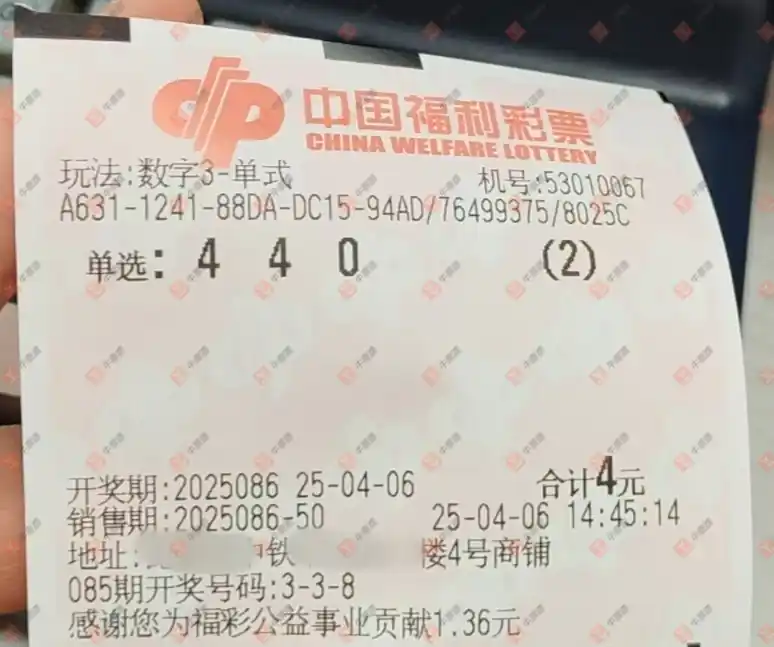 中国福利彩票
CHINA WELFARE LOTTERY
玩法:数字3-单式 机号:53010067
A631-1241-88DA-DC15-94AD/76499375/8025C
单选: 4 4 0 (2)
开奖期:2025086 25-04-06 合计4元
销售期:2025086-50 25-04-06 14:45:14
地址: 中铁 楼4号商铺
085期开奖号码:3-3-8
感谢您为福彩公益事业贡献1.36元